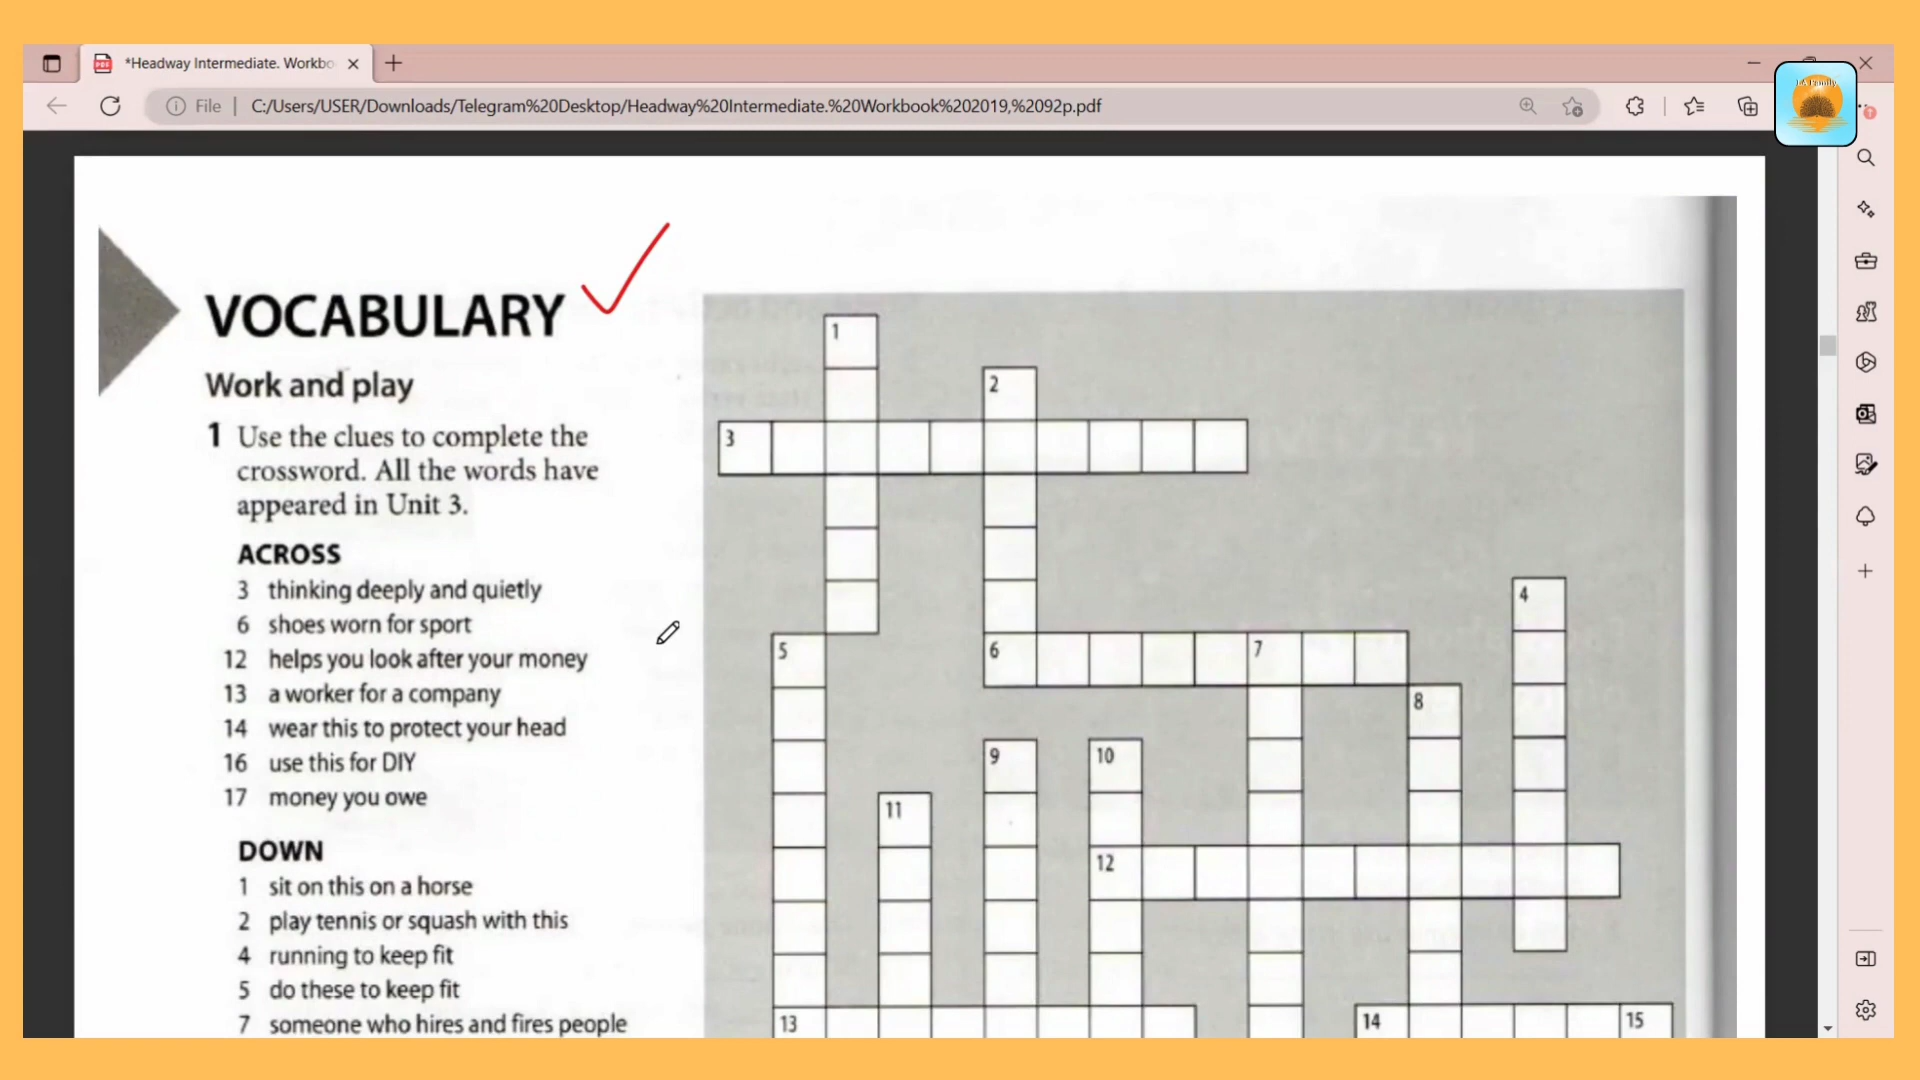 *Headway Intermediate. Workbo
File | C:/Users/USER/Downloads/Telegram%20Desktop/Headway%20Intermediate.%20Workbook%202019,%2092p.pdf
VOCABULARY
Work and play
1 Use the clues to complete the
crossword. All the words have
appeared in Unit 3.
ACROSS
3 thinking deeply and quietly
6 shoes worn for sport
12 helps you look after your money
13 a worker for a company
14 wear this to protect your head
16 use this for DIY
17 money you owe
DOWN
1 sit on this on a horse
2 play tennis or squash with this
4 running to keep fit
5 do these to keep fit
7 someone who hires and fires people
1
2
3
4
5
6
7
8
9
10
11
12
13
14
15